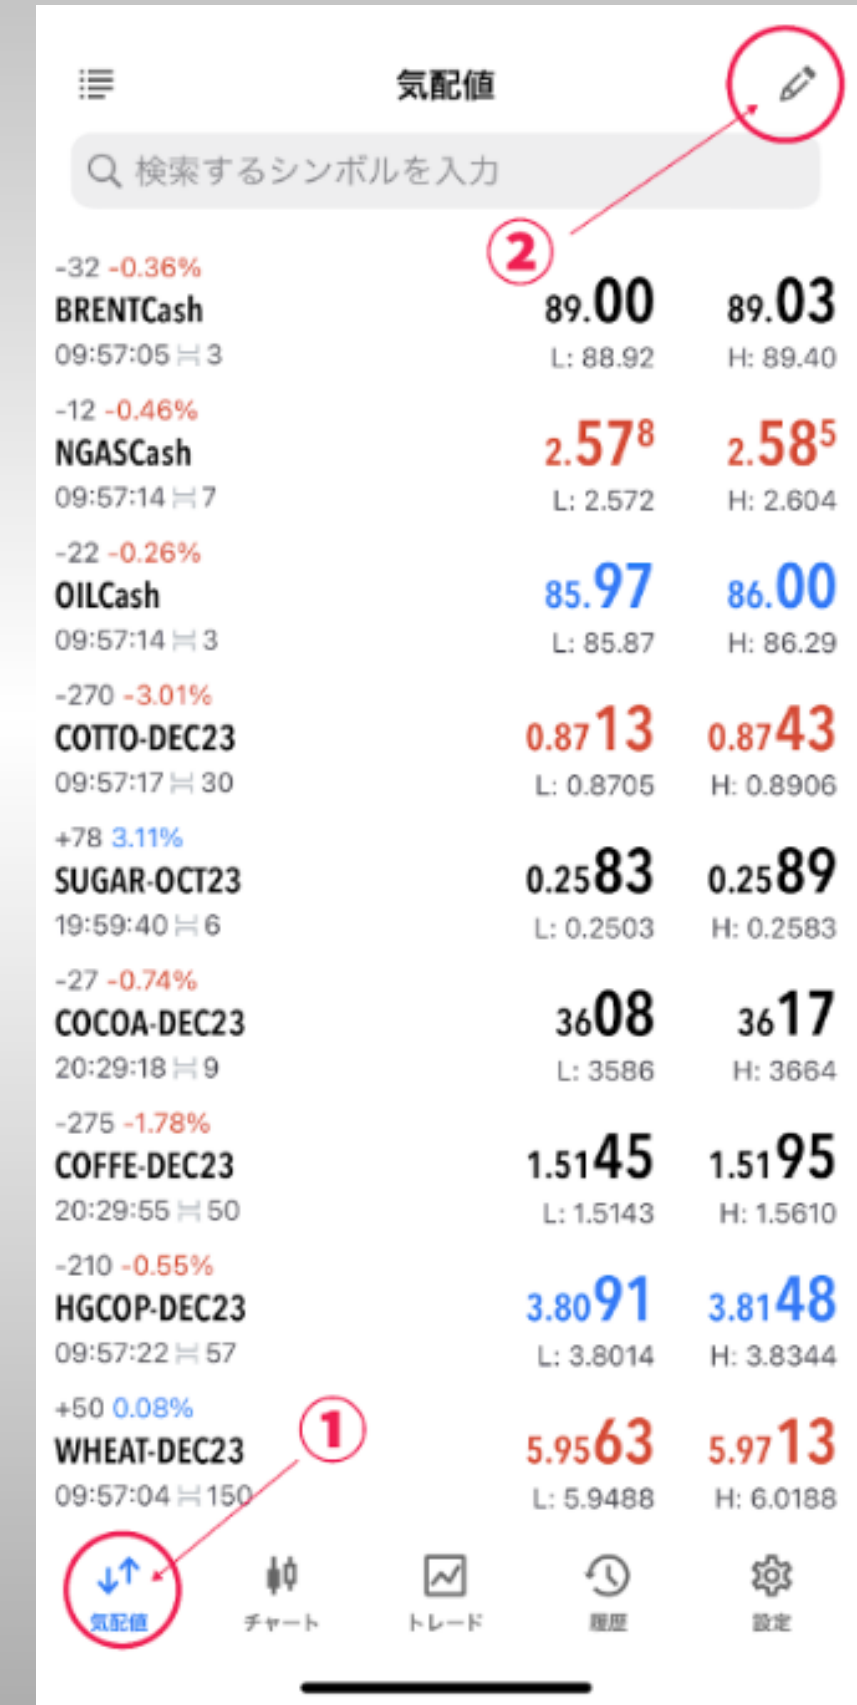 気配値
検索するシンボルを入力
②
-32 -0.36%
BRENTCash 89.00 89.03
09:57:05 3 L: 88.92 H: 89.40
-12 -0.46%
NGASCash 2.578 2.585
09:57:14 7 L: 2.572 H: 2.604
-22 -0.26%
OILCash 85.97 86.00
09:57:14 3 L: 85.87 H: 86.29
-270 -3.01%
COTTO-DEC23 0.8713 0.8743
09:57:17 30 L: 0.8705 H: 0.8906
+78 3.11%
SUGAR-OCT23 0.2583 0.2589
19:59:40 6 L: 0.2503 H: 0.2583
-27 -0.74%
COCOA-DEC23 3608 3617
20:29:18 9 L: 3586 H: 3664
-275 -1.78%
COFFE-DEC23 1.5145 1.5195
20:29:55 50 L: 1.5143 H: 1.5610
-210 -0.55%
HGCOP-DEC23 3.8091 3.8148
09:57:22 57 L: 3.8014 H: 3.8344
+50 0.08%
①
WHEAT-DEC23 5.9563 5.9713
09:57:04 150 L: 5.9488 H: 6.0188
気配値 チャート トレード 履歴 設定